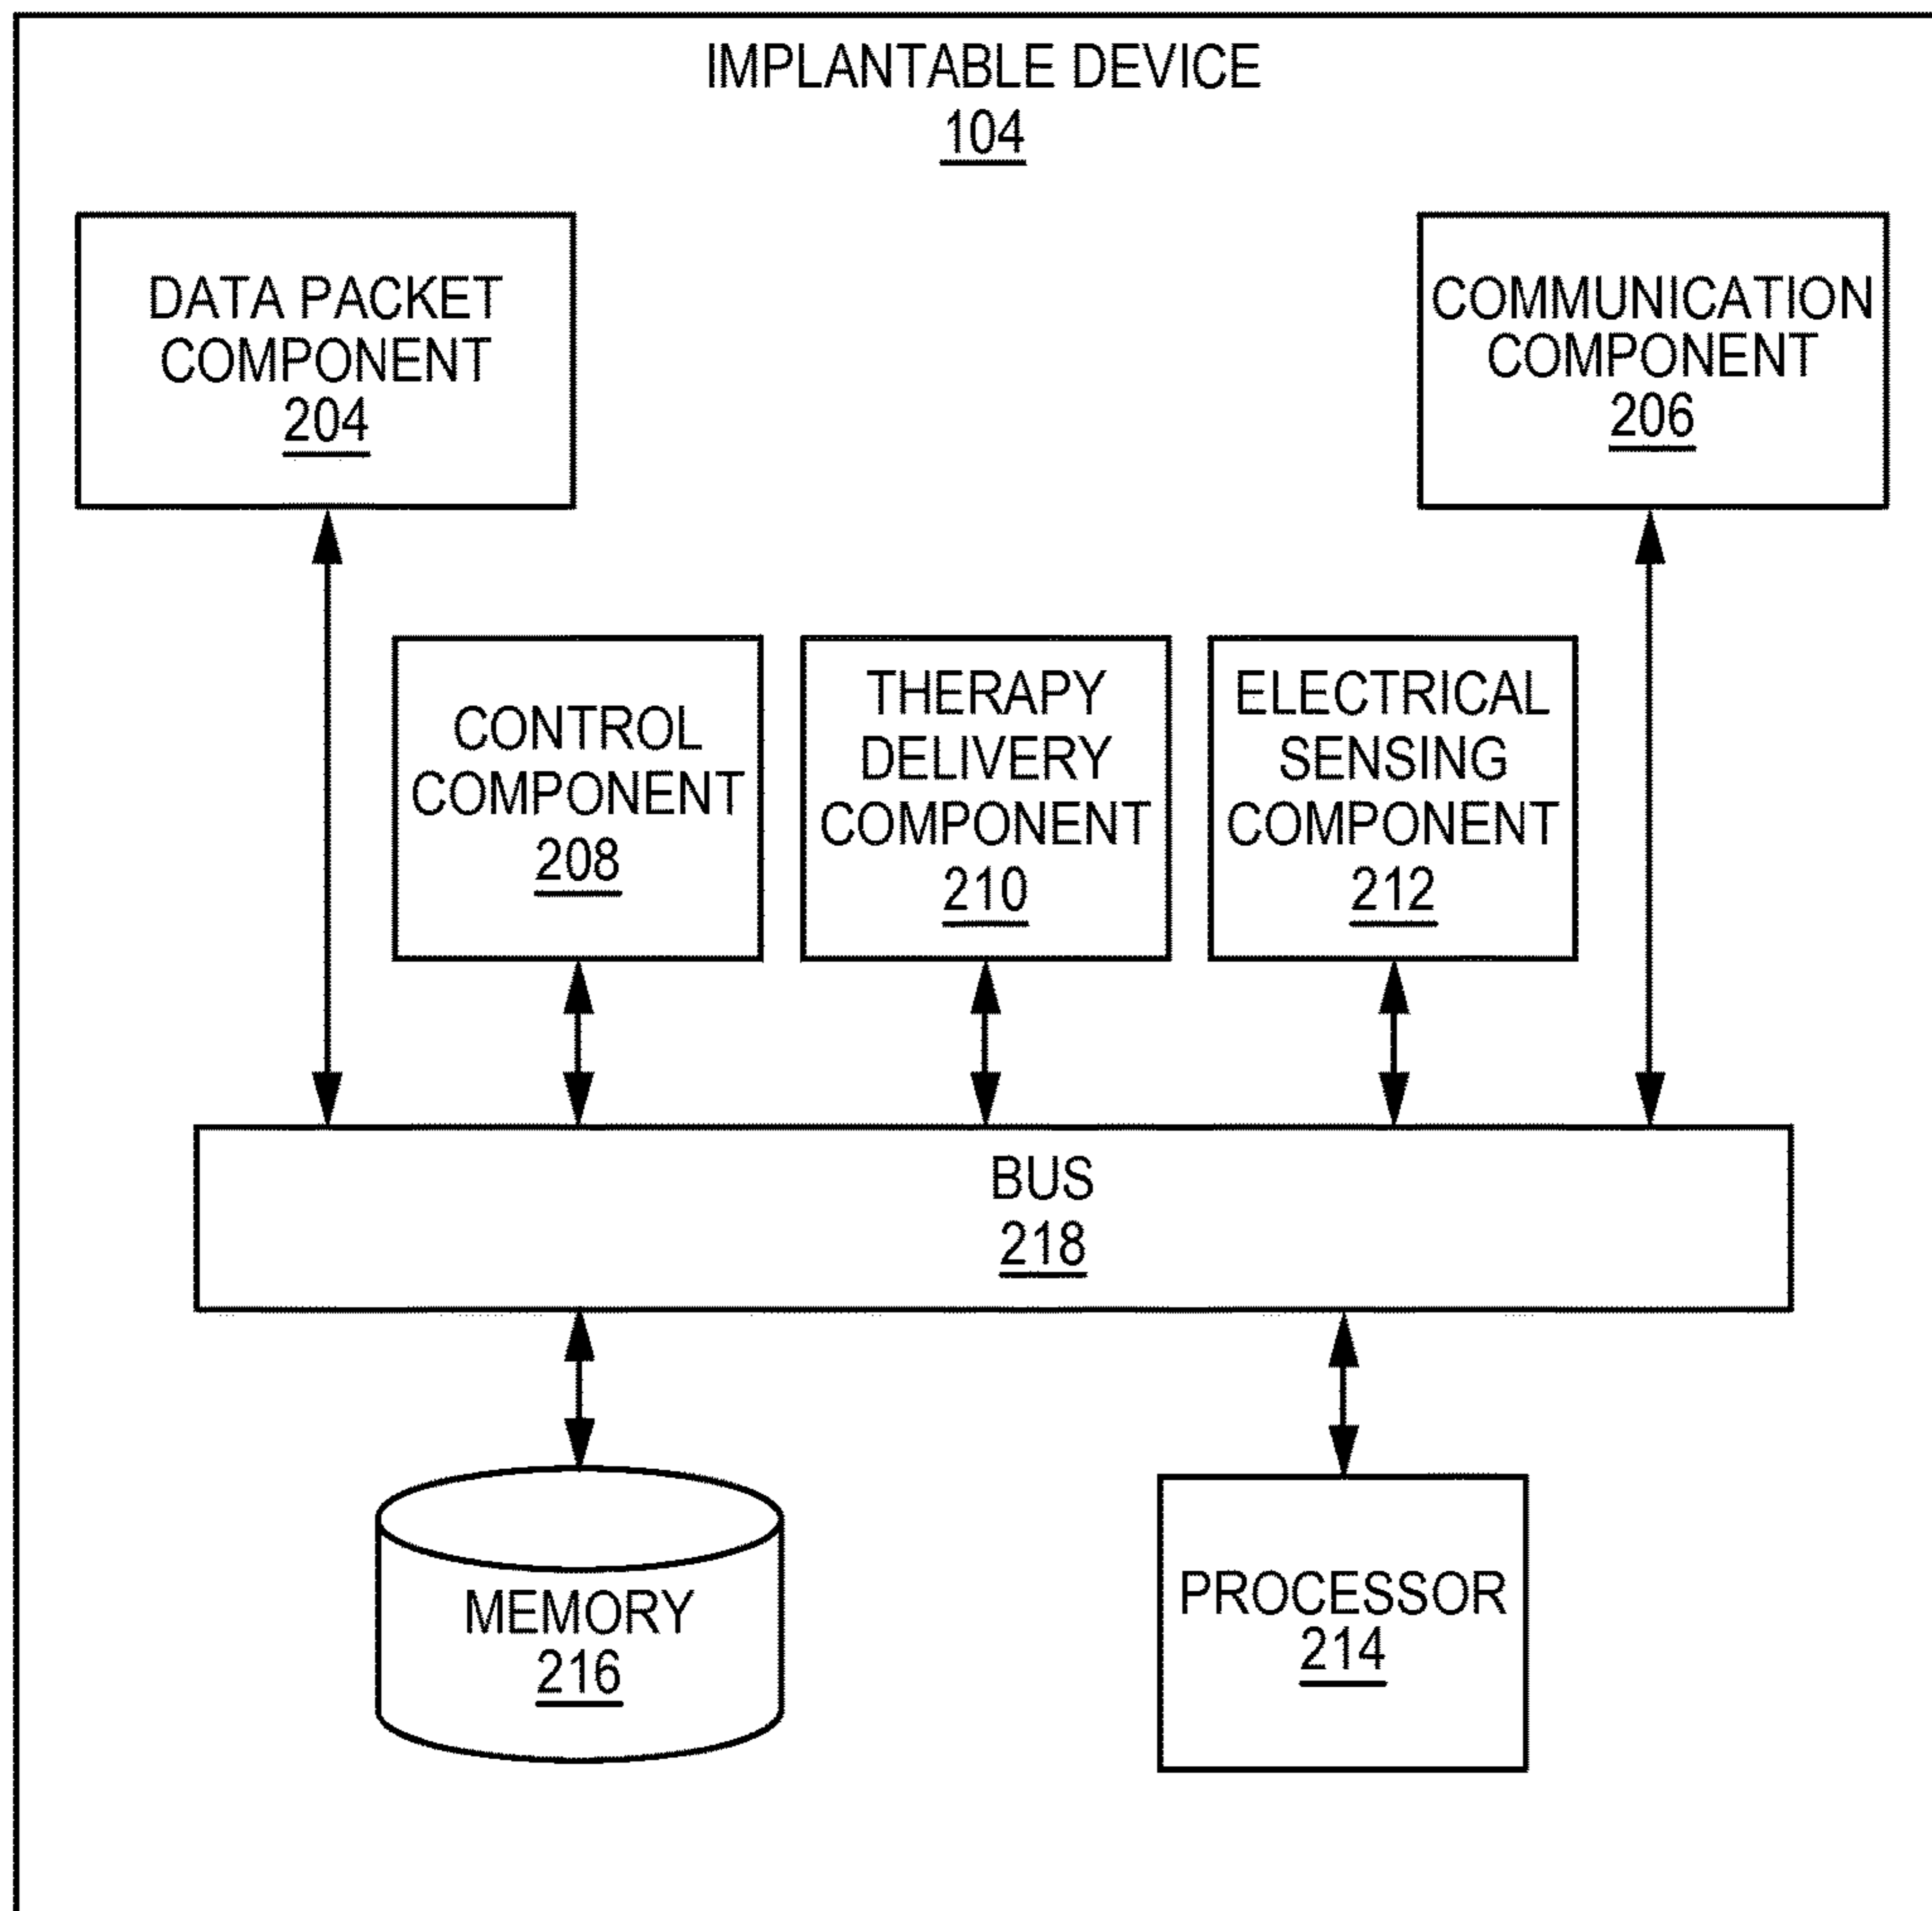 IMPLANTABLE DEVICE
104
DATA PACKET
COMPONENT
204
COMMUNICATION
COMPONENT
206
CONTROL
COMPONENT
208
THERAPY
DELIVERY
COMPONENT
210
ELECTRICAL
SENSING
COMPONENT
212
BUS
218
MEMORY
216
PROCESSOR
214